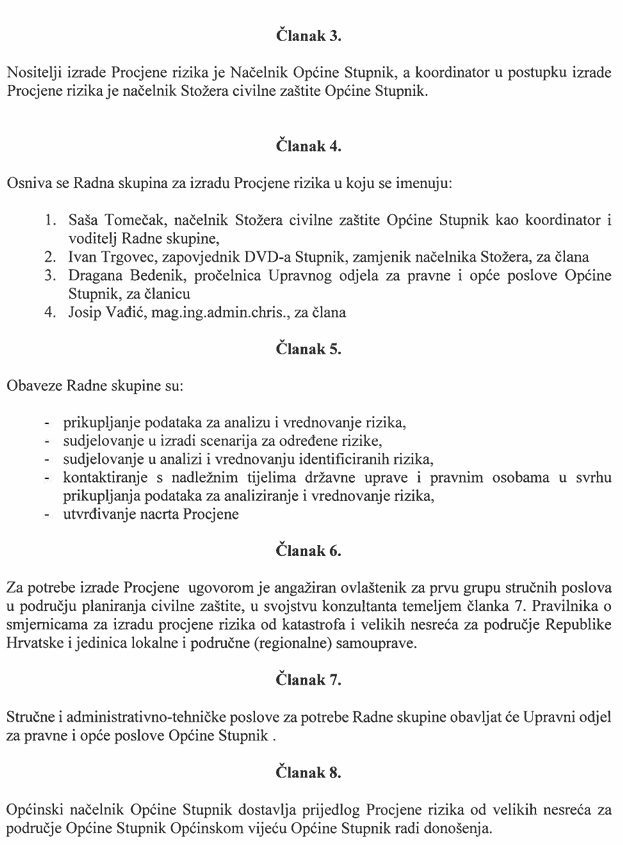 Članak 3.
Nositelji izrade Procjene rizika je Načelnik Općine Stupnik, a koordinator u postupku izrade
Procjene rizika je načelnik Stožera civilne zaštite Općine Stupnik.
Članak 4.
Osniva se Radna skupina za izradu Procjene rizika u koju se imenuju:
1. Saša Tomečak, načelnik Stožera civilne zaštite Općine Stupnik kao koordinator i
voditelj Radne skupine,
2. Ivan Trgovec, zapovjednik DVD-a Stupnik, zamjenik načelnika Stožera, za člana
3. Dragana Bedenik, pročelnica Upravnog odjela za pravne i opće poslove Općine
Stupnik, za članicu
4. Josip Vađić, mag.ing.admin.chris., za člana
Članak 5.
Obaveze Radne skupine su:
- prikupljanje podataka za analizu i vrednovanje rizika,
- sudjelovanje u izradi scenarija za određene rizike,
- sudjelovanje u analizi i vrednovanju identificiranih rizika,
- kontaktiranje s nadležnim tijelima državne uprave i pravnim osobama u svrhu
prikupljanja podataka za analiziranje i vrednovanje rizika,
- utvrđivanje nacrta Procjene
Članak 6.
Za potrebe izrade Procjene ugovorom je angažiran ovlaštenik za prvu grupu stručnih poslova
u području planiranja civilne zaštite, u svojstvu konzultanta temeljem članka 7. Pravilnika o
smjernicama za izradu procjene rizika od katastrofa i velikih nesreća za područje Republike
Hrvatske i jedinica lokalne i područne (regionalne) samouprave.
Članak 7.
Stručne i administrativno-tehničke poslove za potrebe Radne skupine obavljat će Upravni odjel
za pravne i opće poslove Općine Stupnik .
Članak 8.
Općinski načelnik Općine Stupnik dostavlja prijedlog Procjene rizika od velikih nesreća za
područje Općine Stupnik Općinskom vijeću Općine Stupnik radi donošenja.